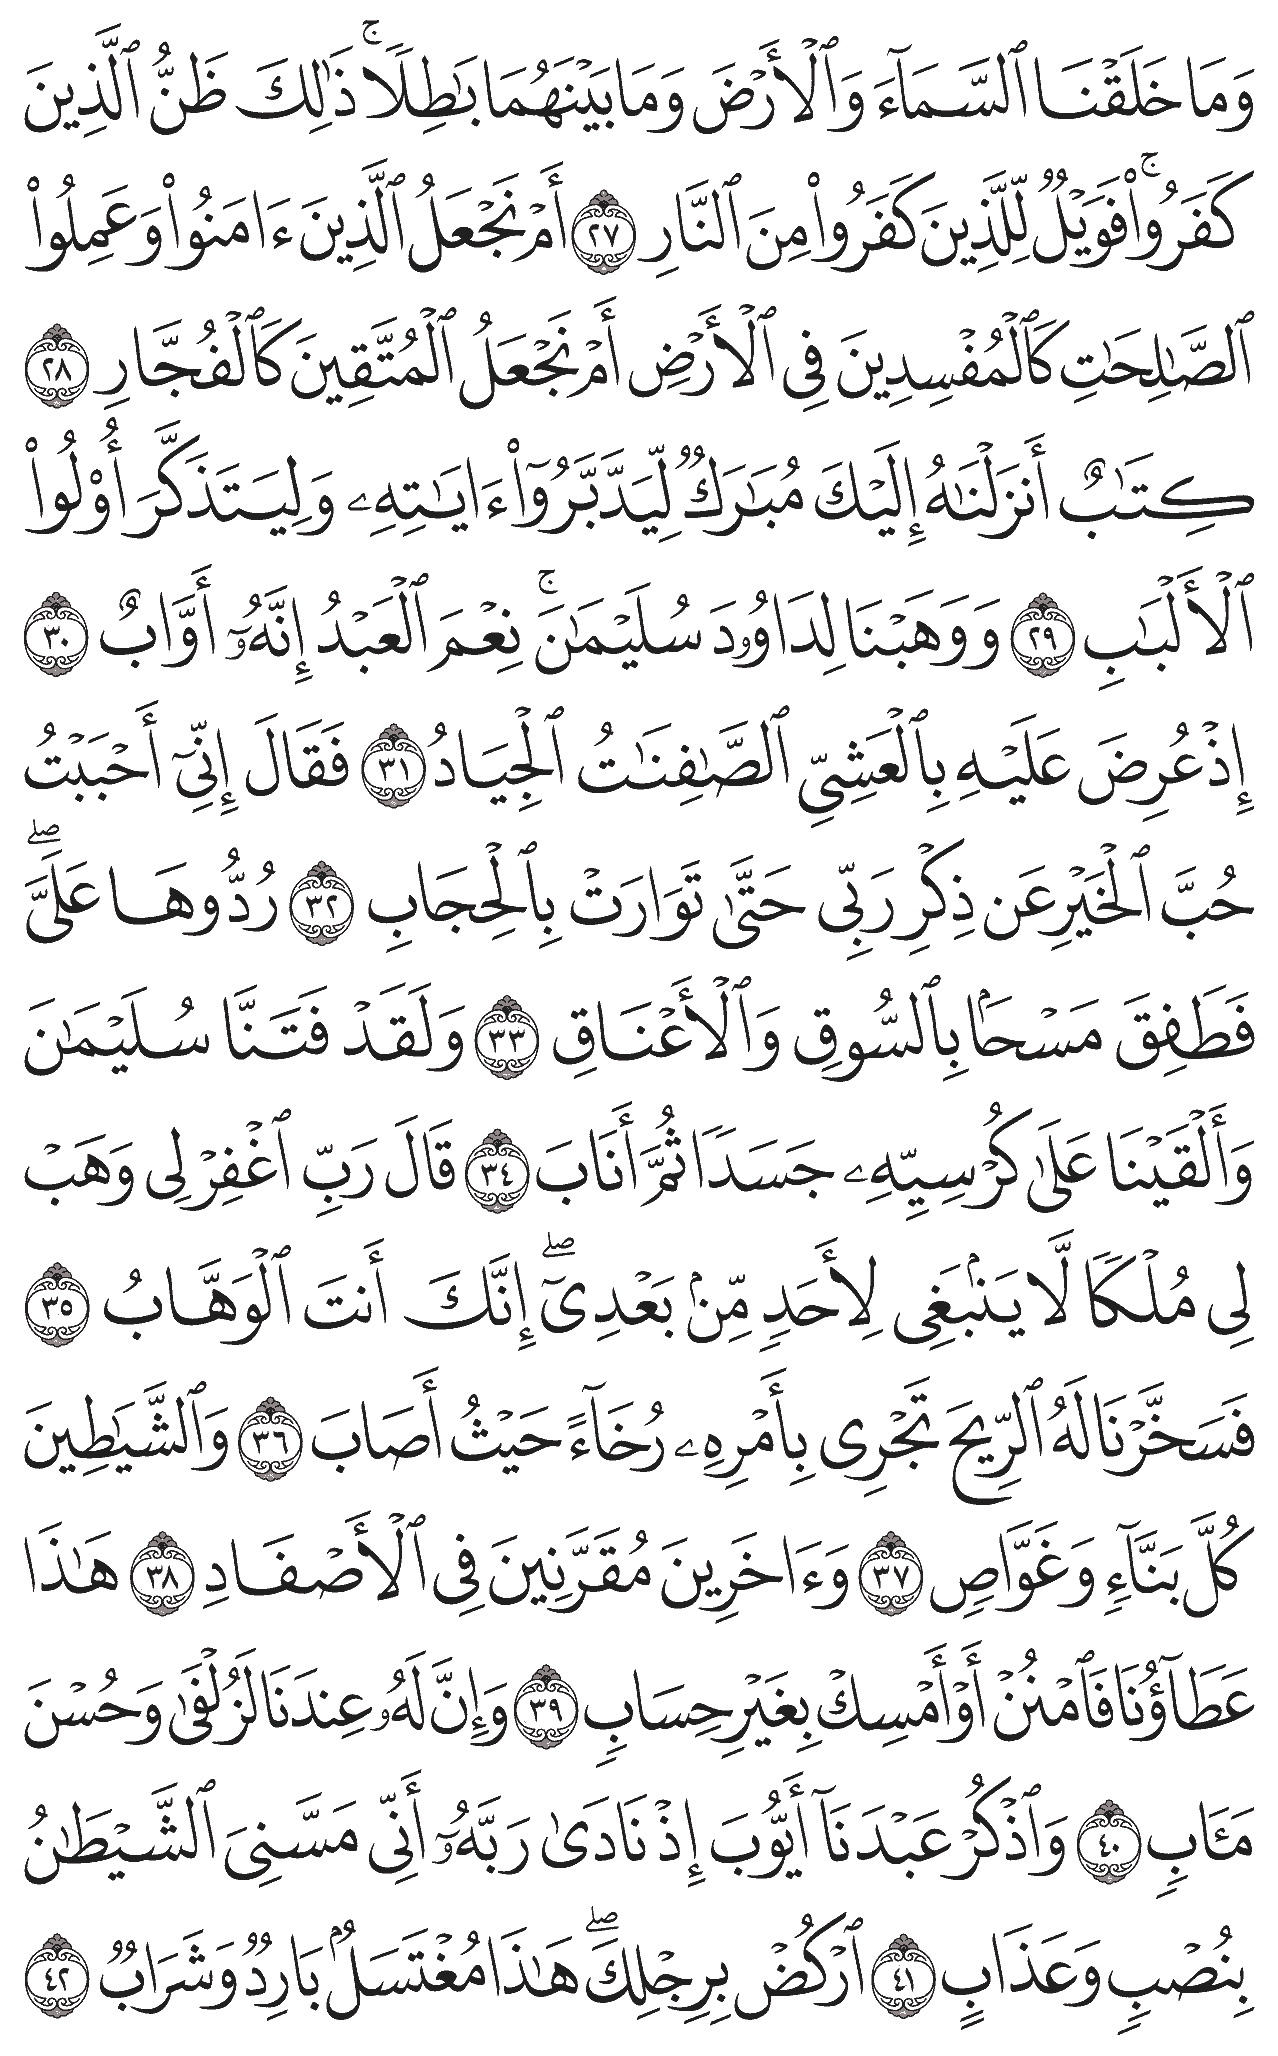 وَمَا خَلَقۡنَا ٱلسَّمَآءَ وَٱلۡأَرۡضَ وَمَا بَيۡنَهُمَا بَٰطِلٗاۚ ذَٰلِكَ ظَنُّ ٱلَّذِينَ
كَفَرُواْۚ فَوَيۡلٞ لِّلَّذِينَ كَفَرُواْ مِنَ ٱلنَّارِ ٢٧ أَمۡ نَجۡعَلُ ٱلَّذِينَ ءَامَنُواْ وَعَمِلُواْ
ٱلصَّٰلِحَٰتِ كَٱلۡمُفۡسِدِينَ فِي ٱلۡأَرۡضِ أَمۡ نَجۡعَلُ ٱلۡمُتَّقِينَ كَٱلۡفُجَّارِ ٢٨
كِتَٰبٌ أَنزَلۡنَٰهُ إِلَيۡكَ مُبَٰرَكٞ لِّيَدَّبَّرُوٓاْ ءَايَٰتِهِۦ وَلِيَتَذَكَّرَ أُوْلُواْ
ٱلۡأَلۡبَٰبِ ٢٩ وَوَهَبۡنَا لِدَاوُۥدَ سُلَيۡمَٰنَۚ نِعۡمَ ٱلۡعَبۡدُ إِنَّهُۥٓ أَوَّابٌ ٣٠
إِذۡ عُرِضَ عَلَيۡهِ بِٱلۡعَشِيِّ ٱلصَّٰفِنَٰتُ ٱلۡجِيَادُ ٣١ فَقَالَ إِنِّيٓ أَحۡبَبۡتُ
حُبَّ ٱلۡخَيۡرِ عَن ذِكۡرِ رَبِّي حَتَّىٰ تَوَارَتۡ بِٱلۡحِجَابِ ٣٢ رُدُّوهَا عَلَيَّۖ
فَطَفِقَ مَسۡحَۢا بِٱلسُّوقِ وَٱلۡأَعۡنَاقِ ٣٣ وَلَقَدۡ فَتَنَّا سُلَيۡمَٰنَ
وَأَلۡقَيۡنَا عَلَىٰ كُرۡسِيِّهِۦ جَسَدٗا ثُمَّ أَنَابَ ٣٤ قَالَ رَبِّ ٱغۡفِرۡ لِي وَهَبۡ
لِي مُلۡكٗا لَّا يَنۢبَغِي لِأَحَدٖ مِّنۢ بَعۡدِيٓۖ إِنَّكَ أَنتَ ٱلۡوَهَّابُ ٣٥
فَسَخَّرۡنَا لَهُ ٱلرِّيحَ تَجۡرِي بِأَمۡرِهِۦ رُخَآءً حَيۡثُ أَصَابَ ٣٦ وَٱلشَّيَٰطِينَ
كُلَّ بَنَّآءٖ وَغَوَّاصٖ ٣٧ وَءَاخَرِينَ مُقَرَّنِينَ فِي ٱلۡأَصۡفَادِ ٣٨ هَٰذَا
عَطَآؤُنَا فَٱمۡنُنۡ أَوۡ أَمۡسِكۡ بِغَيۡرِ حِسَابٖ ٣٩ وَإِنَّ لَهُۥ عِندَنَا لَزُلۡفَىٰ وَحُسۡنَ
مَـَٔابٖ ٤٠ وَٱذۡكُرۡ عَبۡدَنَآ أَيُّوبَ إِذۡ نَادَىٰ رَبَّهُۥٓ أَنِّي مَسَّنِيَ ٱلشَّيۡطَٰنُ
بِنُصۡبٖ وَعَذَابٍ ٤١ ٱرۡكُضۡ بِرِجۡلِكَۖ هَٰذَا مُغۡتَسَلُۢ بَارِدٞ وَشَرَابٞ ٤٢